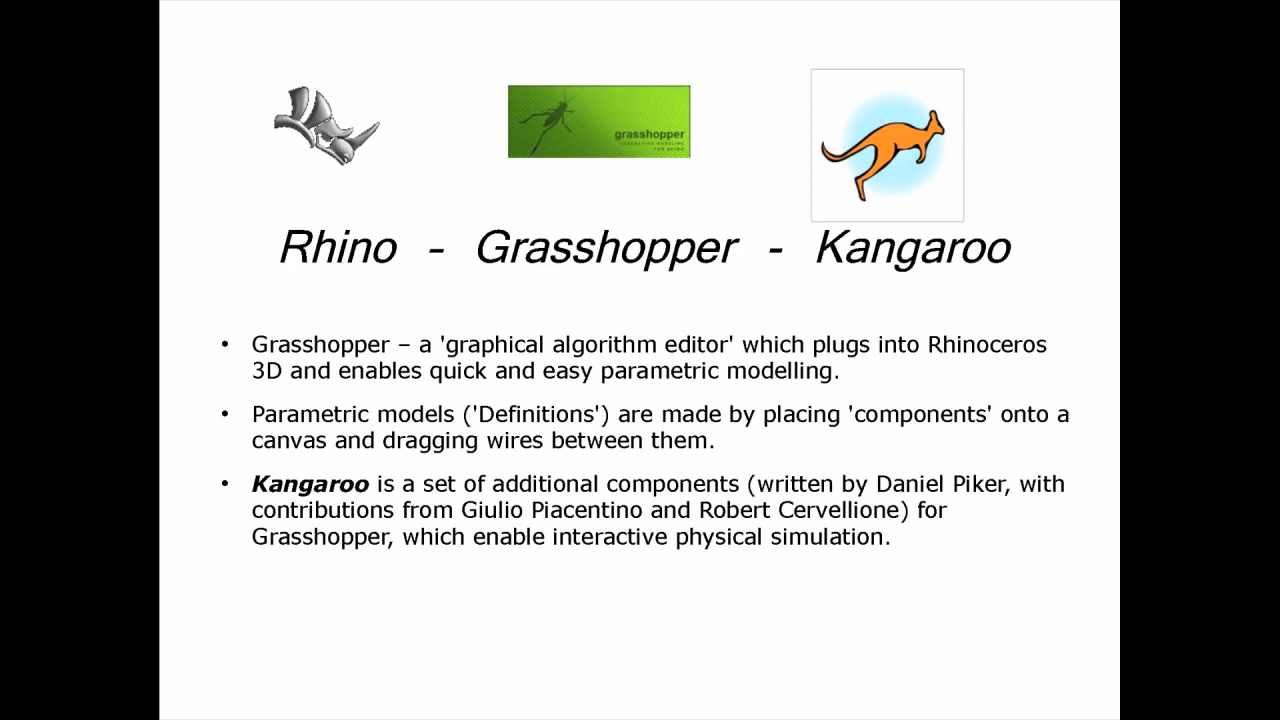 grasshopper
Rhino - Grasshopper - Kangaroo
• Grasshopper – a 'graphical algorithm editor' which plugs into Rhinoceros
3D and enables quick and easy parametric modelling.
• Parametric models ('Definitions') are made by placing 'components' onto a
canvas and dragging wires between them.
• Kangaroo is a set of additional components (written by Daniel Piker, with
contributions from Giulio Piacentino and Robert Cervellione) for
Grasshopper, which enable interactive physical simulation.